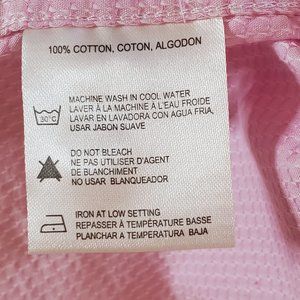 100% COTTON, COTON, ALGODON
MACHINE WASH IN COOL WATER
LAVER À LA MACHINE A L'EAU FROIDE
LAVAR EN LAVADORA CON AGUA FRIA,
USAR JABON SUAVE
30°C
DO NOT BLEACH
NE PAS UTILISER D'AGENT
DE BLANCHIMENT
NO USAR BLANQUEADOR
IRON AT LOW SETTING
REPASSER À TEMPÉRATURE BASSE
PLANCHAR A TEMPERATURA BAJA